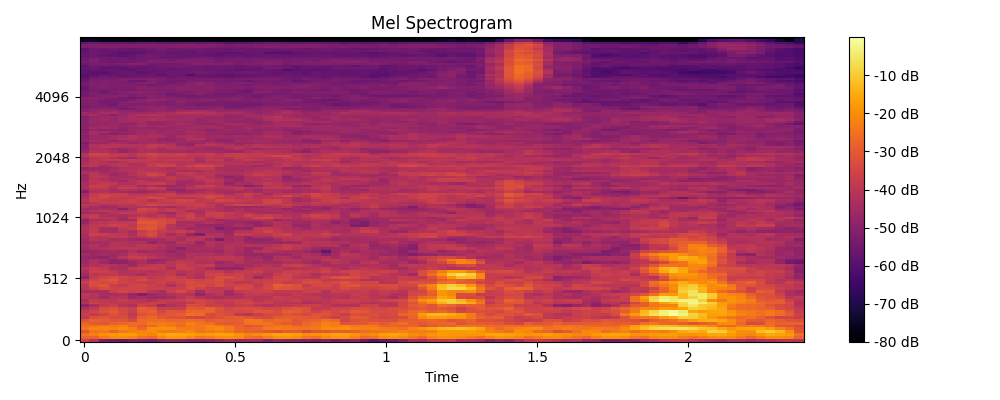 Mel Spectrogram
Hz
4096
2048
1024
512
0
0
0.5
1
1.5
2
Time
-10 dB
-20 dB
-30 dB
-40 dB
-50 dB
-60 dB
-70 dB
-80 dB